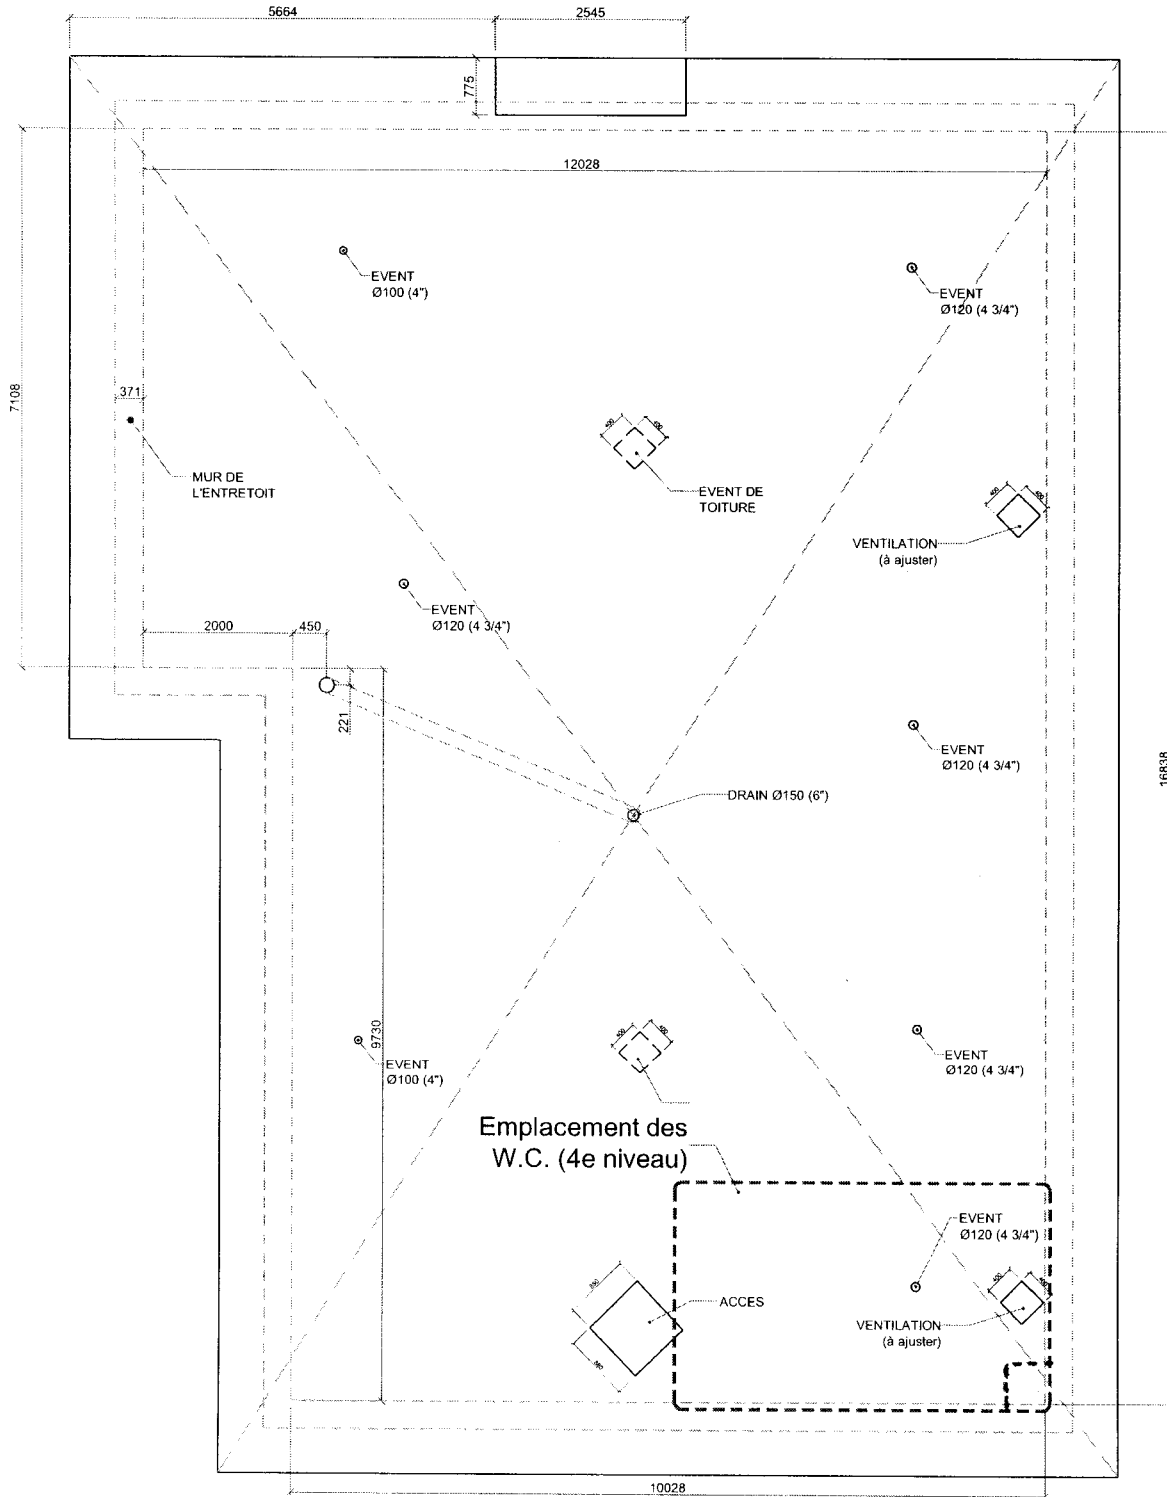 5664
2545
775
12028
EVENT
Ø100 (4")
EVENT
Ø120 (4 3/4")
7108
371
MUR DE
L'ENTRETOIT
EVENT DE
TOITURE
VENTILATION
(à ajuster)
EVENT
Ø120 (4 3/4")
2000
450
221
EVENT
Ø120 (4 3/4")
16838
DRAIN Ø150 (6")
9730
EVENT
Ø100 (4")
EVENT
Ø120 (4 3/4")
Emplacement des
W.C. (4e niveau)
EVENT
Ø120 (4 3/4")
ACCES
VENTILATION
(à ajuster)
10028